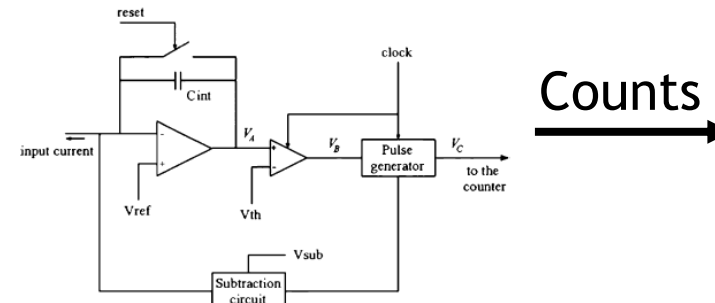 reset
clock
Counts
Cint
input current
V_A
V_B
Pulse
generator
V_C
to the
counter
-
+
+
-
Vref
Vth
Vsub
Subtraction
circuit